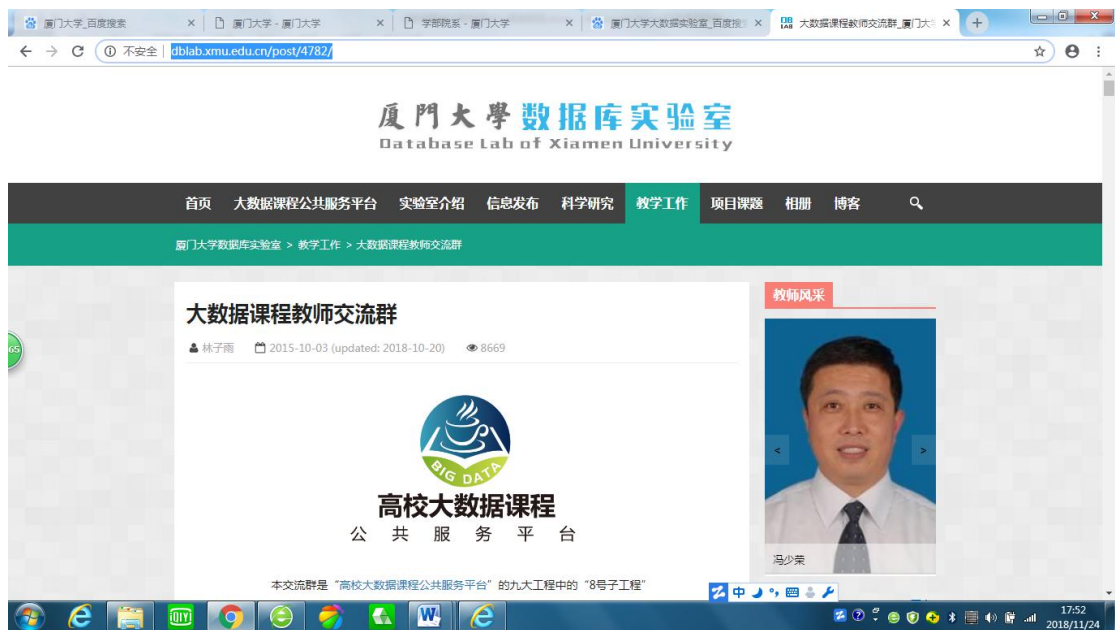 厦门大学_百度搜索
厦门大学 - 厦门大学
学部院系 - 厦门大学
厦门大学大数据实验室_百度搜
大数据课程教师交流群_厦门大
不安全 | dblab.xmu.edu.cn/post/4782/
厦門大學数据库实验室
Database Lab of Xiamen University
首页 大数据课程公共服务平台 实验室介绍 信息发布 科学研究 教学工作 项目课题 相册 博客
厦门大学数据库实验室 > 教学工作 > 大数据课程教师交流群
大数据课程教师交流群
林子雨 2015-10-03 (updated: 2018-10-20) 8669
BIG DATA
高校大数据课程
公共服务平台
本交流群是“高校大数据课程公共服务平台”的九大工程中的“8号子工程”
教师风采
<
>
冯少荣
65
中
17:52
2018/11/24